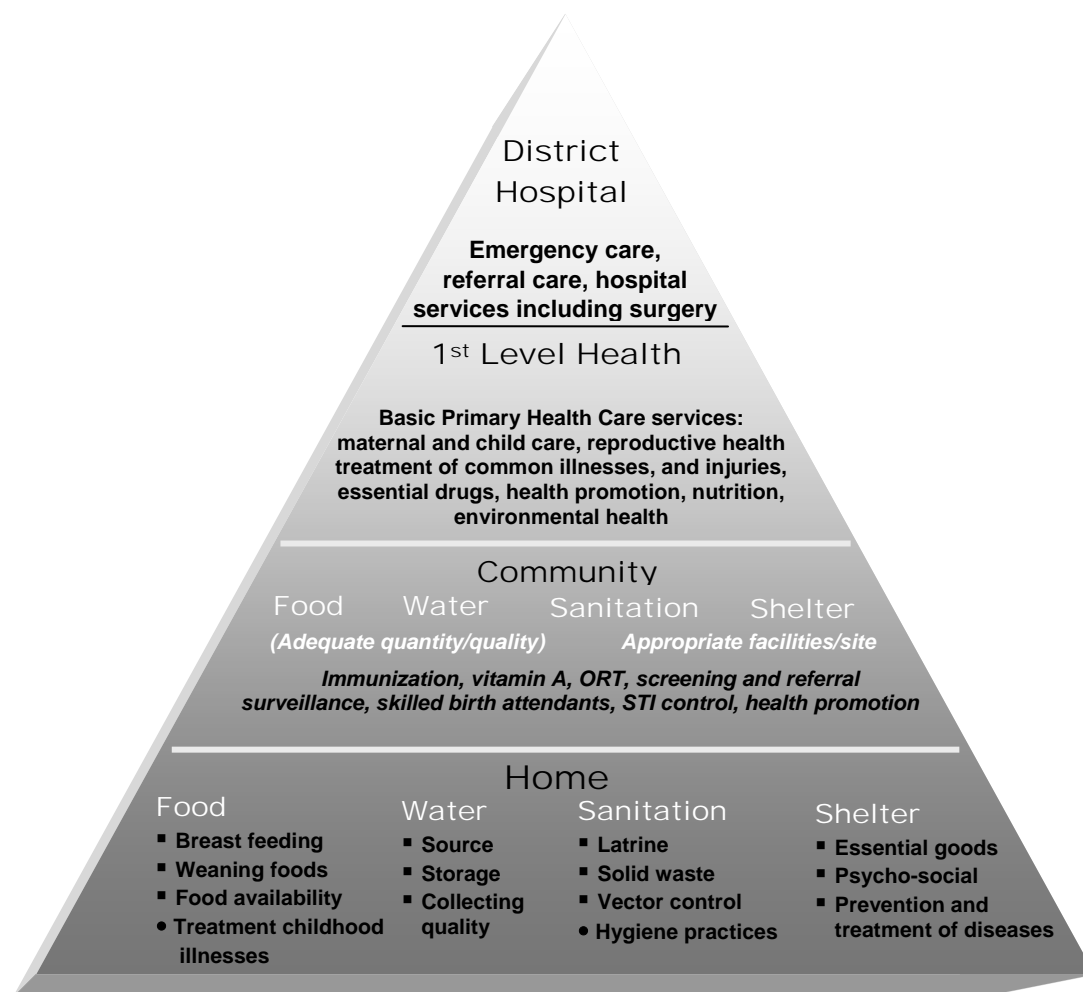 District
Hospital
Emergency care,
referral care, hospital
services including surgery
1st Level Health
Basic Primary Health Care services:
maternal and child care, reproductive health
treatment of common illnesses, and injuries,
essential drugs, health promotion, nutrition,
environmental health
Community
Food Water Sanitation Shelter
(Adequate quantity/quality) Appropriate facilities/site
Immunization, vitamin A, ORT, screening and referral
surveillance, skilled birth attendants, STI control, health promotion
Home
Food
▪ Breast feeding
▪ Weaning foods
▪ Food availability
• Treatment childhood
illnesses
Water
▪ Source
▪ Storage
▪ Collecting
quality
Sanitation
▪ Latrine
▪ Solid waste
▪ Vector control
• Hygiene practices
Shelter
▪ Essential goods
▪ Psycho-social
▪ Prevention and
treatment of diseases